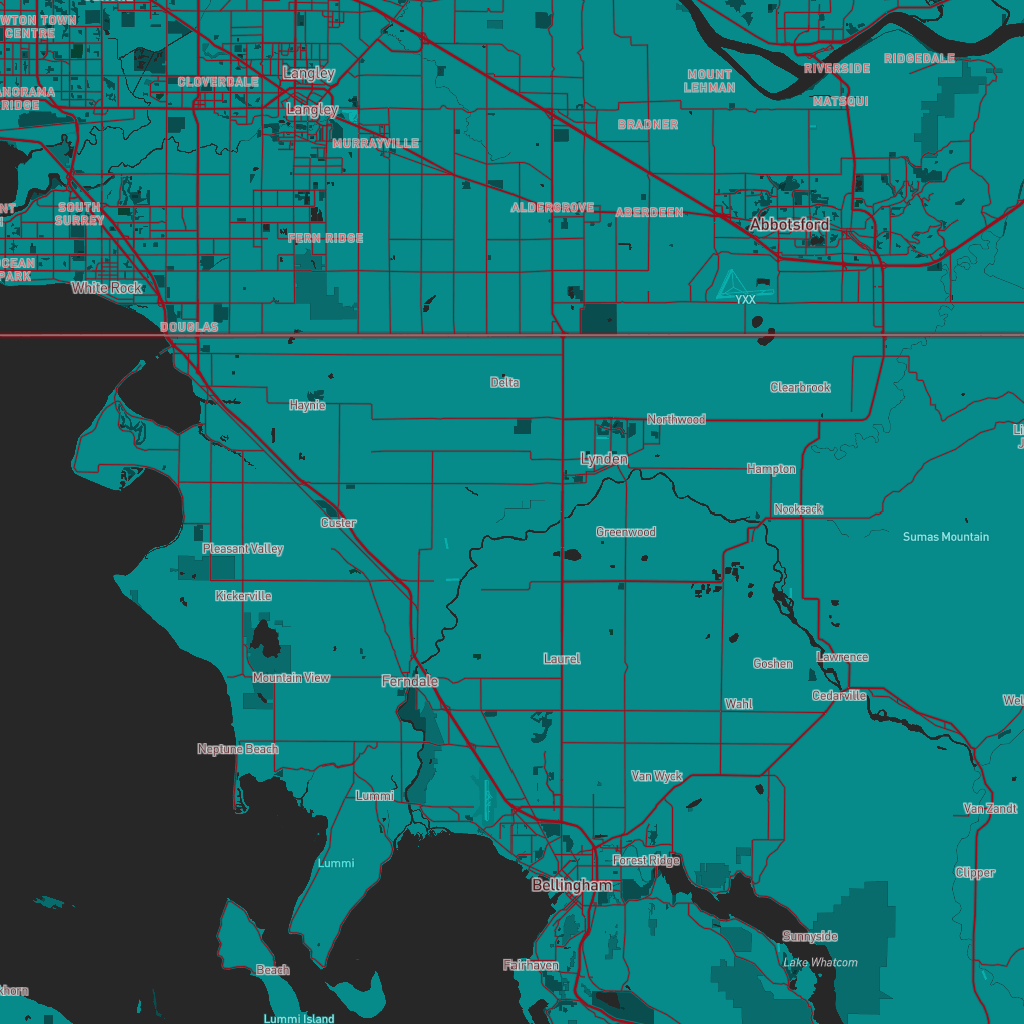 WTON TOWN
CENTRE
RIDGEDALE
RIVERSIDE
Langley
CLOVERDALE
MOUNT
LEHMAN
ANORAMA
RIDGE
MATSQUI
Langley
BRADNER
MURRAYVILLE
SOUTH
SURREY
NT
ALDERGROVE
ABERDEEN
Abbotsford
FERN RIDGE
OCEAN
PARK
White Rock
YXX
DOUGLAS
Delta
Clearbrook
Haynie
Northwood
Lynden
Hampton
Nooksack
Custer
Greenwood
Sumas Mountain
Pleasant Valley
Kickerville
Laurel
Goshen
Lawrence
Mountain View
Ferndale
Cedarville
Wahl
Wel
Neptune Beach
Van Wyck
Lummi
Van Zandt
Lummi
Forest Ridge
Clipper
Bellingham
Sunnyside
Lake Whatcom
Fairhaven
Beach
khorn
Lummi Island